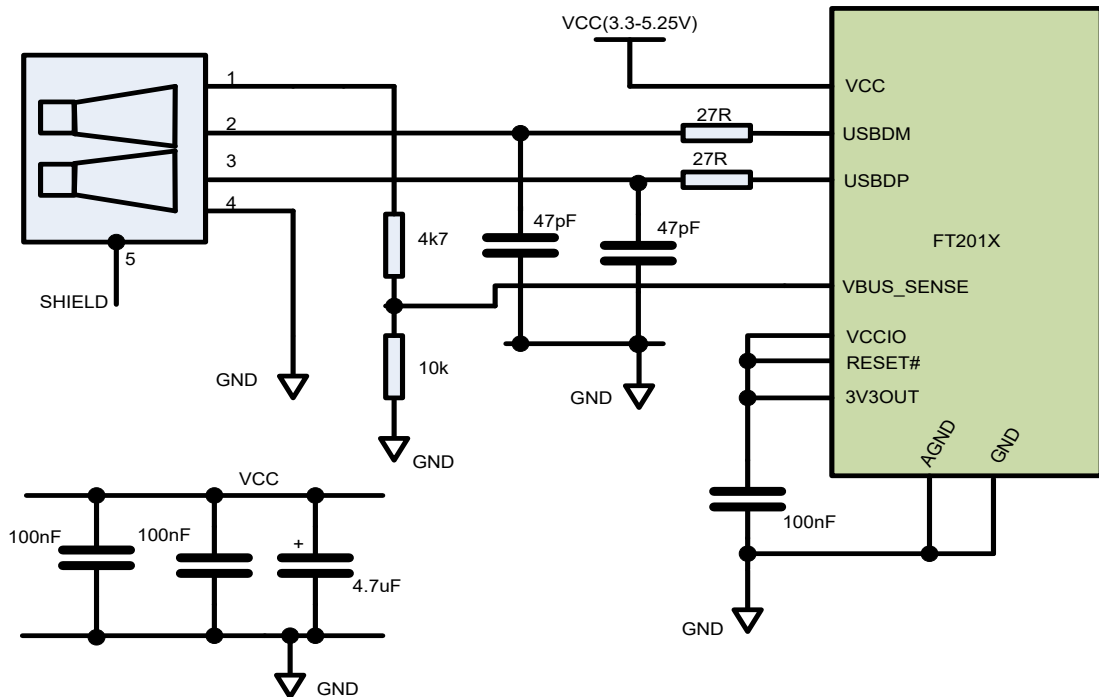 VCC(3.3-5.25V)
1
VCC
27R
2
USBDM
27R
3
USBDP
4
47pF
47pF
4k7
FT201X
5
VBUS_SENSE
SHIELD
VCCIO
RESET#
10k
GND
3V3OUT
GND
AGND
GND
GND
VCC
100nF
100nF
100nF
+
4.7uF
GND
GND